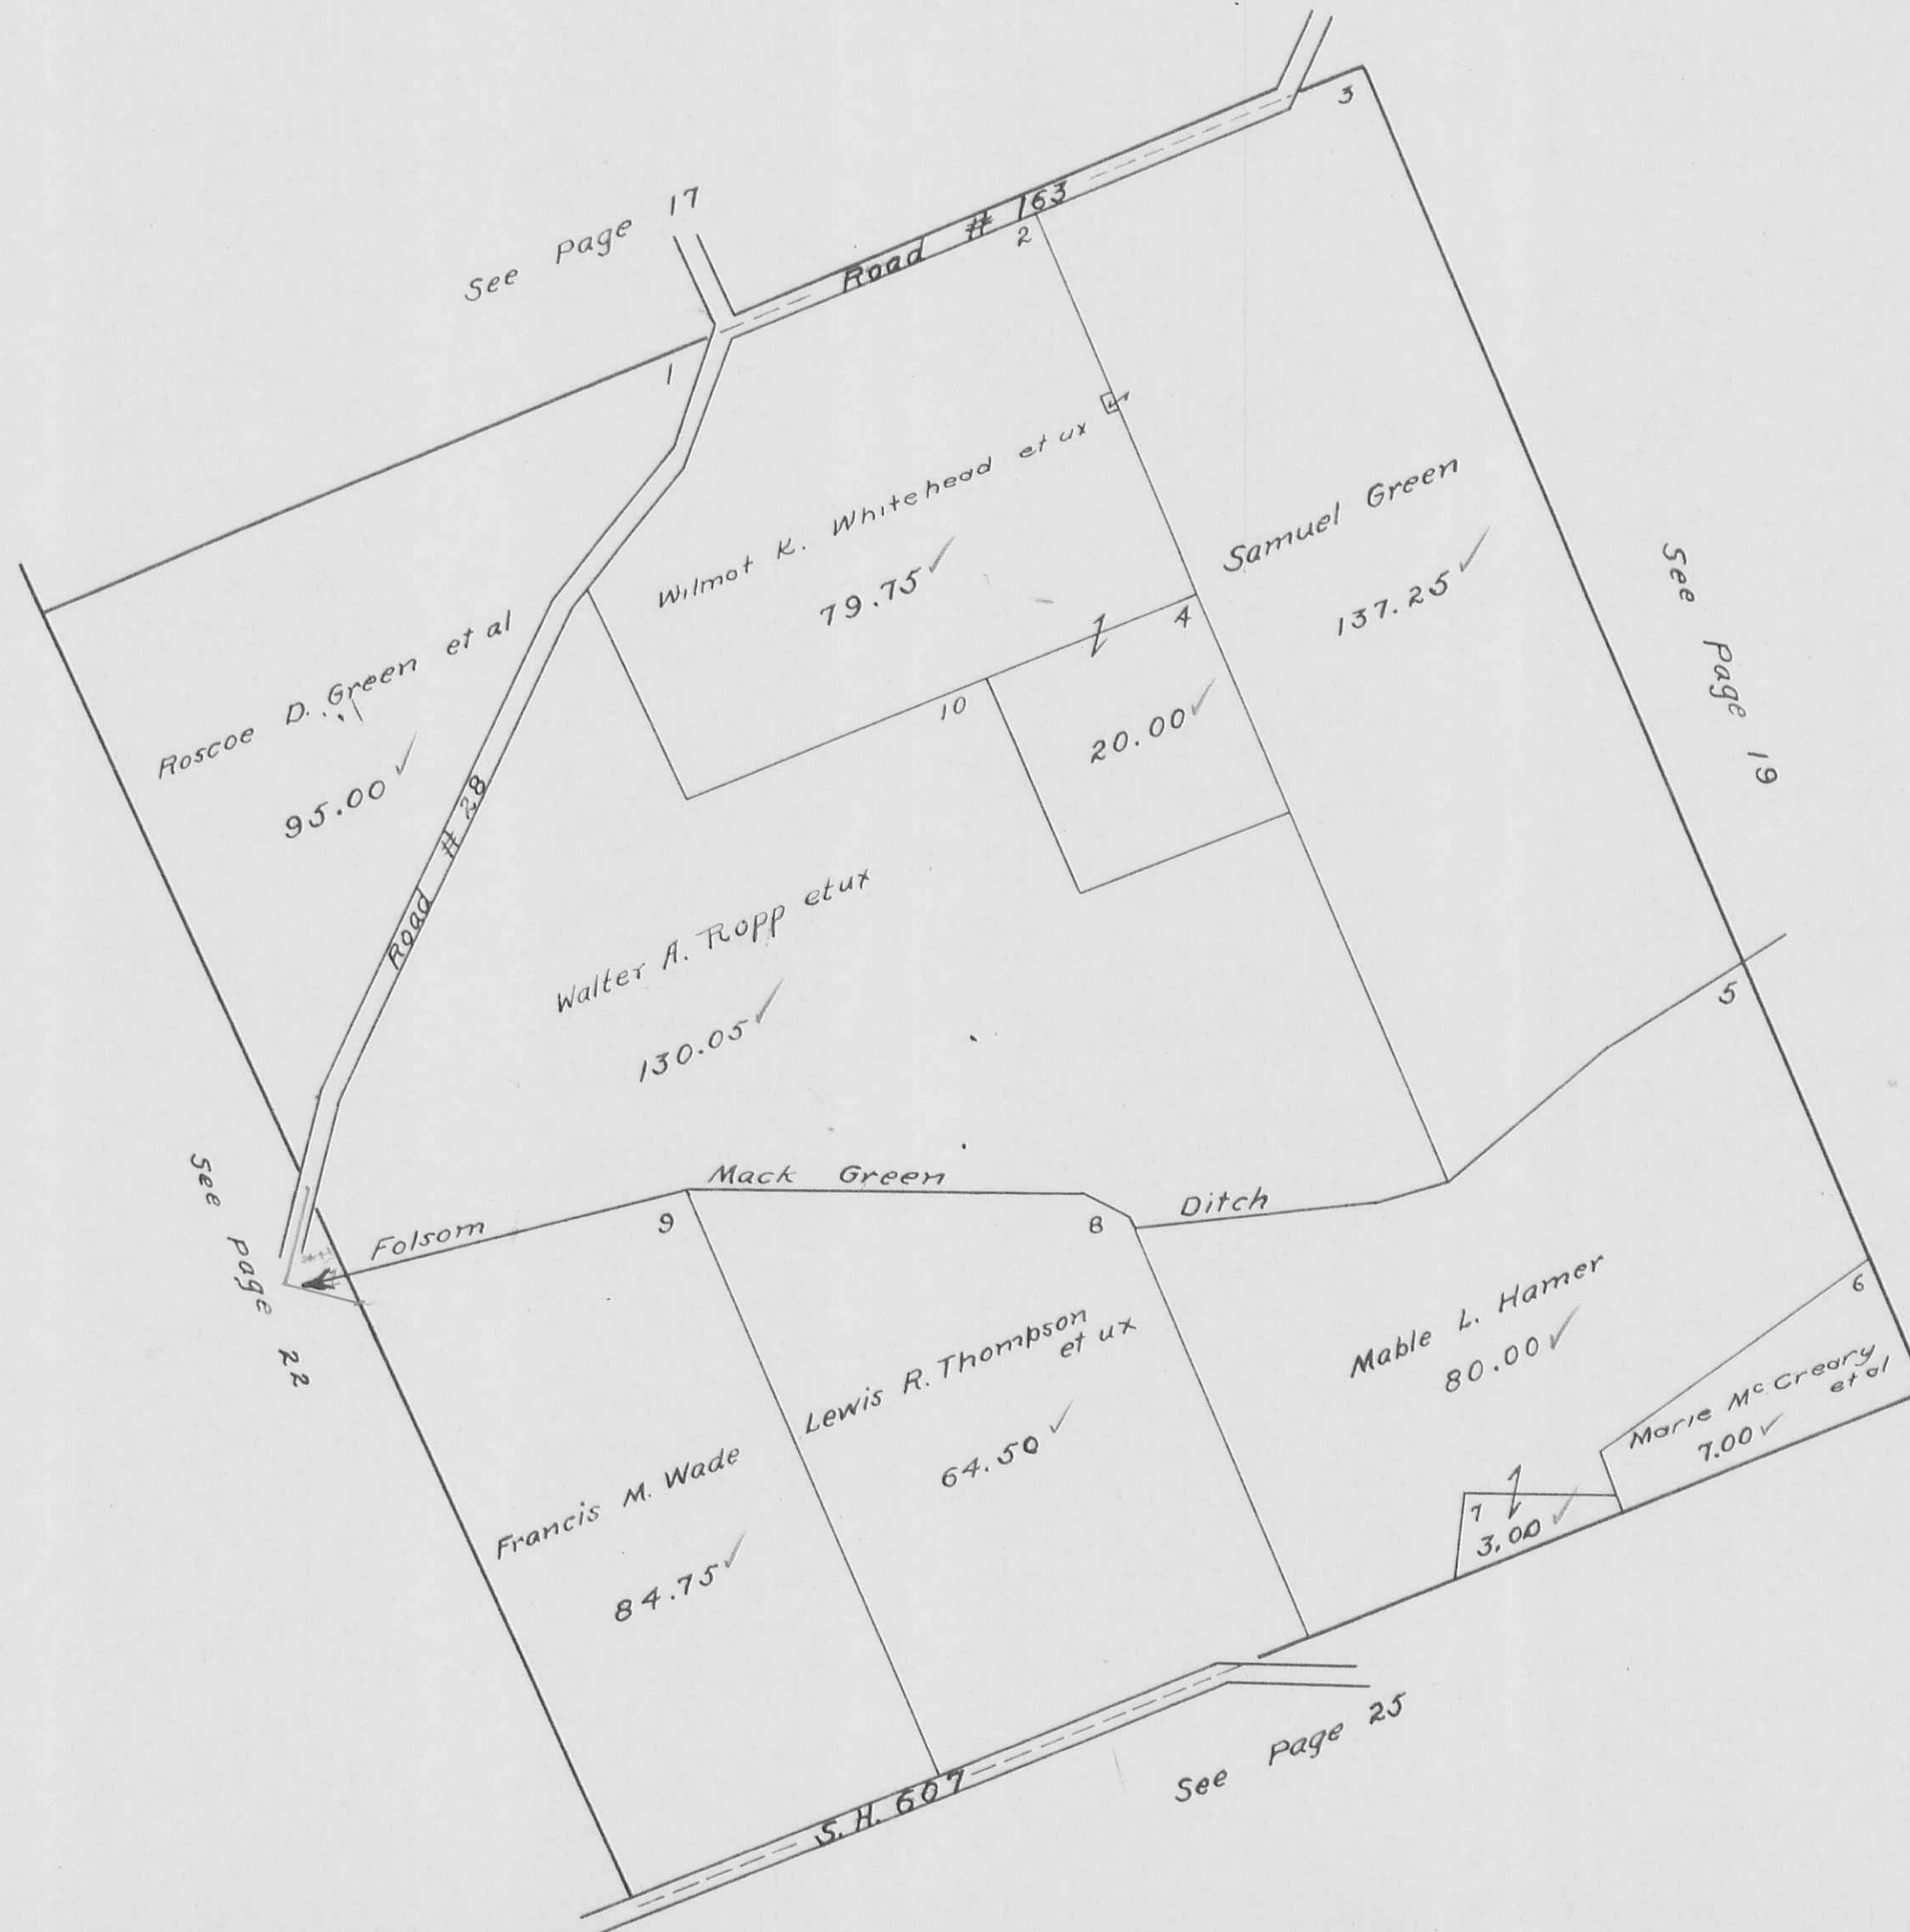 3
See Page 17
Road # 163
2
1
Wilmot K. Whitehead et ux
79.75 ✓
Samuel Green
137.25 ✓
See Page 19
4
10
20.00 ✓
Roscoe D. Green et al
95.00 ✓
Road # 28
Walter A. Ropp et ux
130.05 ✓
5
See Page 22
Folsom
Mack Green
Ditch
9
8
6
Mable L. Hamer
80.00 ✓
Lewis R. Thompson
et ux
64.50 ✓
Marie McCreary
et al
7.00 ✓
7
3.00 ✓
Francis M. Wade
84.75 ✓
S. H. 607
See Page 25